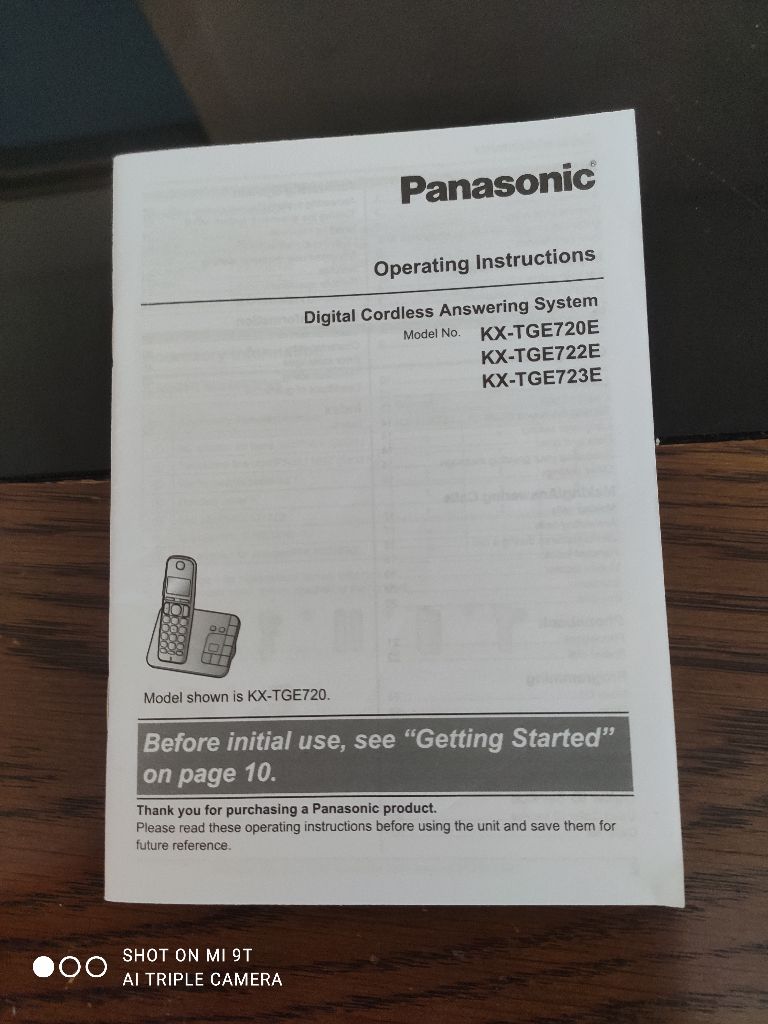 Panasonic®
Operating Instructions
Digital Cordless Answering System
Model No. KX-TGE720E
KX-TGE722E
KX-TGE723E
Model shown is KX-TGE720.
Before initial use, see “Getting Started”
on page 10.
Thank you for purchasing a Panasonic product.
Please read these operating instructions before using the unit and save them for
future reference.
SHOT ON MI 9T
AI TRIPLE CAMERA